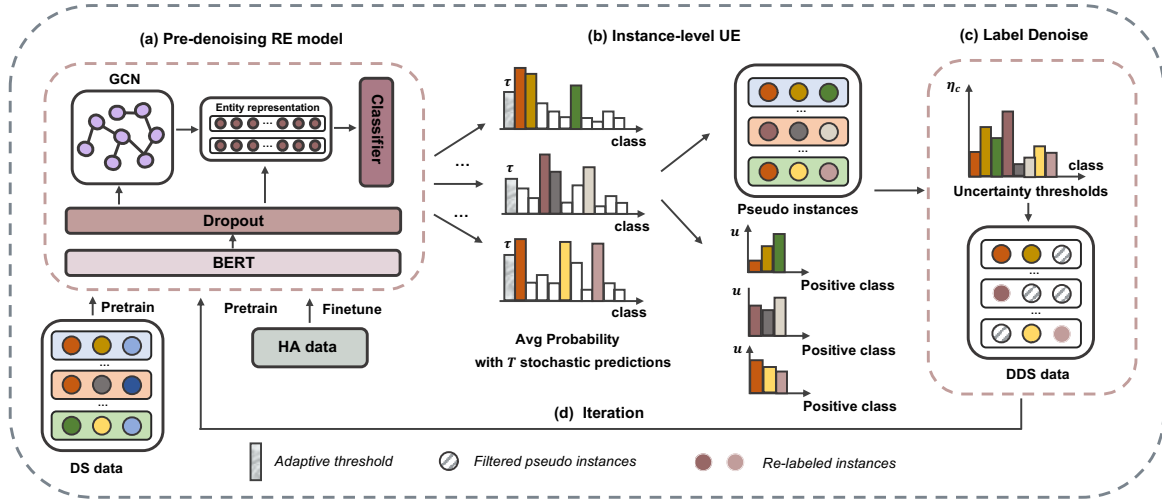 (a) Pre-denoising RE model
(b) Instance-level UE
(c) Label Denoise
GCN
Entity representation
...
...
Classifier
Dropout
BERT
Pretrain
Pretrain
Finetune
HA data
...
...
DS data
...
...
τ
class
τ
class
τ
class
Avg Probability
with T stochastic predictions
...
...
Pseudo instances
u
Positive class
u
Positive class
u
Positive class
η_c
class
Uncertainty thresholds
...
...
DDS data
(d) Iteration
Adaptive threshold
Filtered pseudo instances
Re-labeled instances